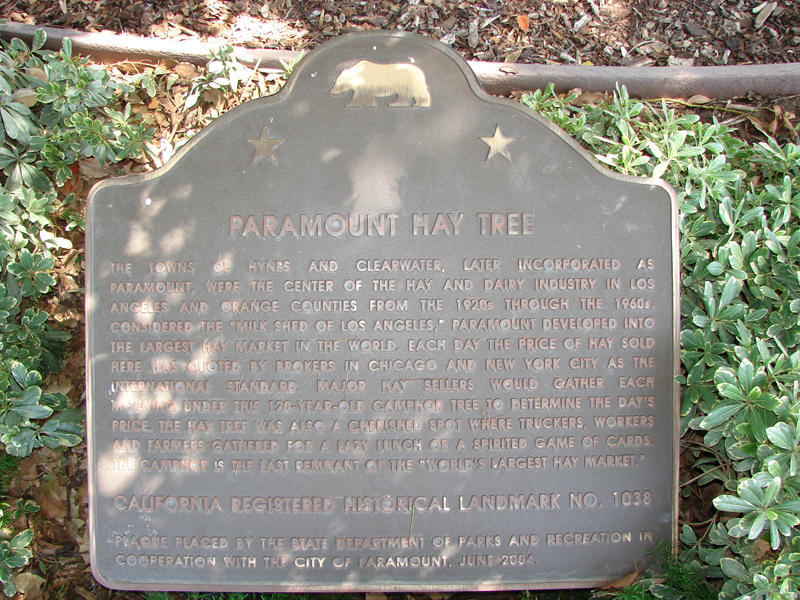 PARAMOUNT HAY TREE
THE TOWNS OF HYNES AND CLEARWATER, LATER INCORPORATED AS
PARAMOUNT, WERE THE CENTER OF THE HAY AND DAIRY INDUSTRY IN LOS
ANGELES AND ORANGE COUNTIES FROM THE 1920s THROUGH THE 1960s.
CONSIDERED THE "MILK SHED OF LOS ANGELES," PARAMOUNT DEVELOPED INTO
THE LARGEST HAY MARKET IN THE WORLD. EACH DAY THE PRICE OF HAY SOLD
HERE WAS QUOTED BY BROKERS IN CHICAGO AND NEW YORK CITY AS THE
INTERNATIONAL STANDARD. MAJOR HAY SELLERS WOULD GATHER EACH
MORNING UNDER THIS 120-YEAR-OLD CAMPHOR TREE TO DETERMINE THE DAY'S
PRICE. THE HAY TREE WAS ALSO A CHERISHED SPOT WHERE TRUCKERS, WORKERS
AND FARMERS GATHERED FOR A LAZY LUNCH OR A SPIRITED GAME OF CARDS.
THE CAMPHOR IS THE LAST REMNANT OF THE "WORLD'S LARGEST HAY MARKET."
CALIFORNIA REGISTERED HISTORICAL LANDMARK NO. 1038
PLAQUE PLACED BY THE STATE DEPARTMENT OF PARKS AND RECREATION IN
COOPERATION WITH THE CITY OF PARAMOUNT, JUNE 2004.